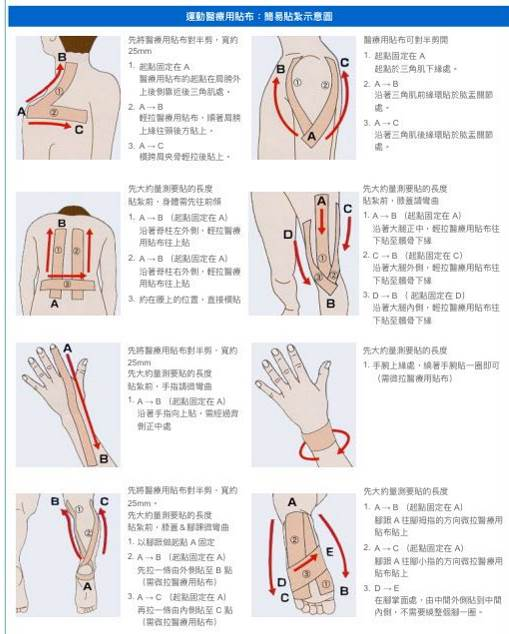 運動醫療用貼布：簡易貼紮示意圖
先將醫療用貼布對半剪，寬約
25mm
1. 起點固定在 A
醫療用貼布的起點在肩膀外
上後側靠近後三角肌處。
2. A→B
輕拉醫療用貼布，順著肩膀
上緣往頸後方貼上。
3. A→C
橫跨肩夾骨輕拉後貼上。
B
①
②
A
C
醫療用貼布可對半剪開
1. 起點固定在 A
起點於三角肌下緣處。
2. A→B
沿著三角肌前緣環貼於肱盂關節
處。
3. A→C
沿著三角肌後緣環貼於肱盂關節
處。
B
C
①
②
A
先大約量測要貼的長度
貼紮前，身體需先往前傾
1. A→B （起點固定在A）
沿著脊柱左外側，輕拉醫療
用貼布往上貼
2. A→B （起點固定在A）
沿著脊柱右外側，輕拉醫療
用貼布往上貼
3. 約在腰上的位置，直接橫貼
B
①
②
③
A
先大約量測要貼的長度
貼紮前，膝蓋請彎曲
1. A→B （起點固定在 A）
沿著大腿正中，輕拉醫療用貼布往
下貼至髕骨下緣
2. C→B （起點固定在 C）
沿著大腿外側，輕拉醫療用貼布往
下貼至髕骨下緣
3. D→B （ 起點固定在 D）
沿著大腿內側，輕拉醫療用貼布往
下貼至髕骨下緣
A
C
D
①
③
②
B
先將醫療用貼布對半剪，寬約
25mm
先大約量測要貼的長度
貼紮前，手指請微彎曲
1. A→B （起點固定在 A）
沿著手指向上貼，需經過背
側正中處
A
B
先大約量測要貼的長度
1. 手腕上緣處，繞著手腕貼一圈即可
（需微拉醫療用貼布）
先將醫療用貼布對半剪，寬約
25mm。
先大約量測要貼的長度
貼紮前，膝蓋＆腳踝微彎曲
1. 以腳跟做起點 A 固定
2. A→B （起點固定在 A）
先拉一條由外側貼至 B 點
（需微拉醫療用貼布）
3. A→C （起點固定在 A）
再拉一條由內側貼至 C 點
（需微拉醫療用貼布）
B
C
①
②
A
先大約量測要貼的長度
1. A→B （起點固定在 A）
腳跟 A 往腳拇指的方向微拉醫療用
貼布貼上
2. A→C （起點固定在 A）
腳跟 A 往腳小指的方向微拉醫療用
貼布貼上
3. D→E
在腳掌面處，由中間外側貼到中間
內側，不需要繞整個腳一圈。
A
②
E
③
D
①
C
B